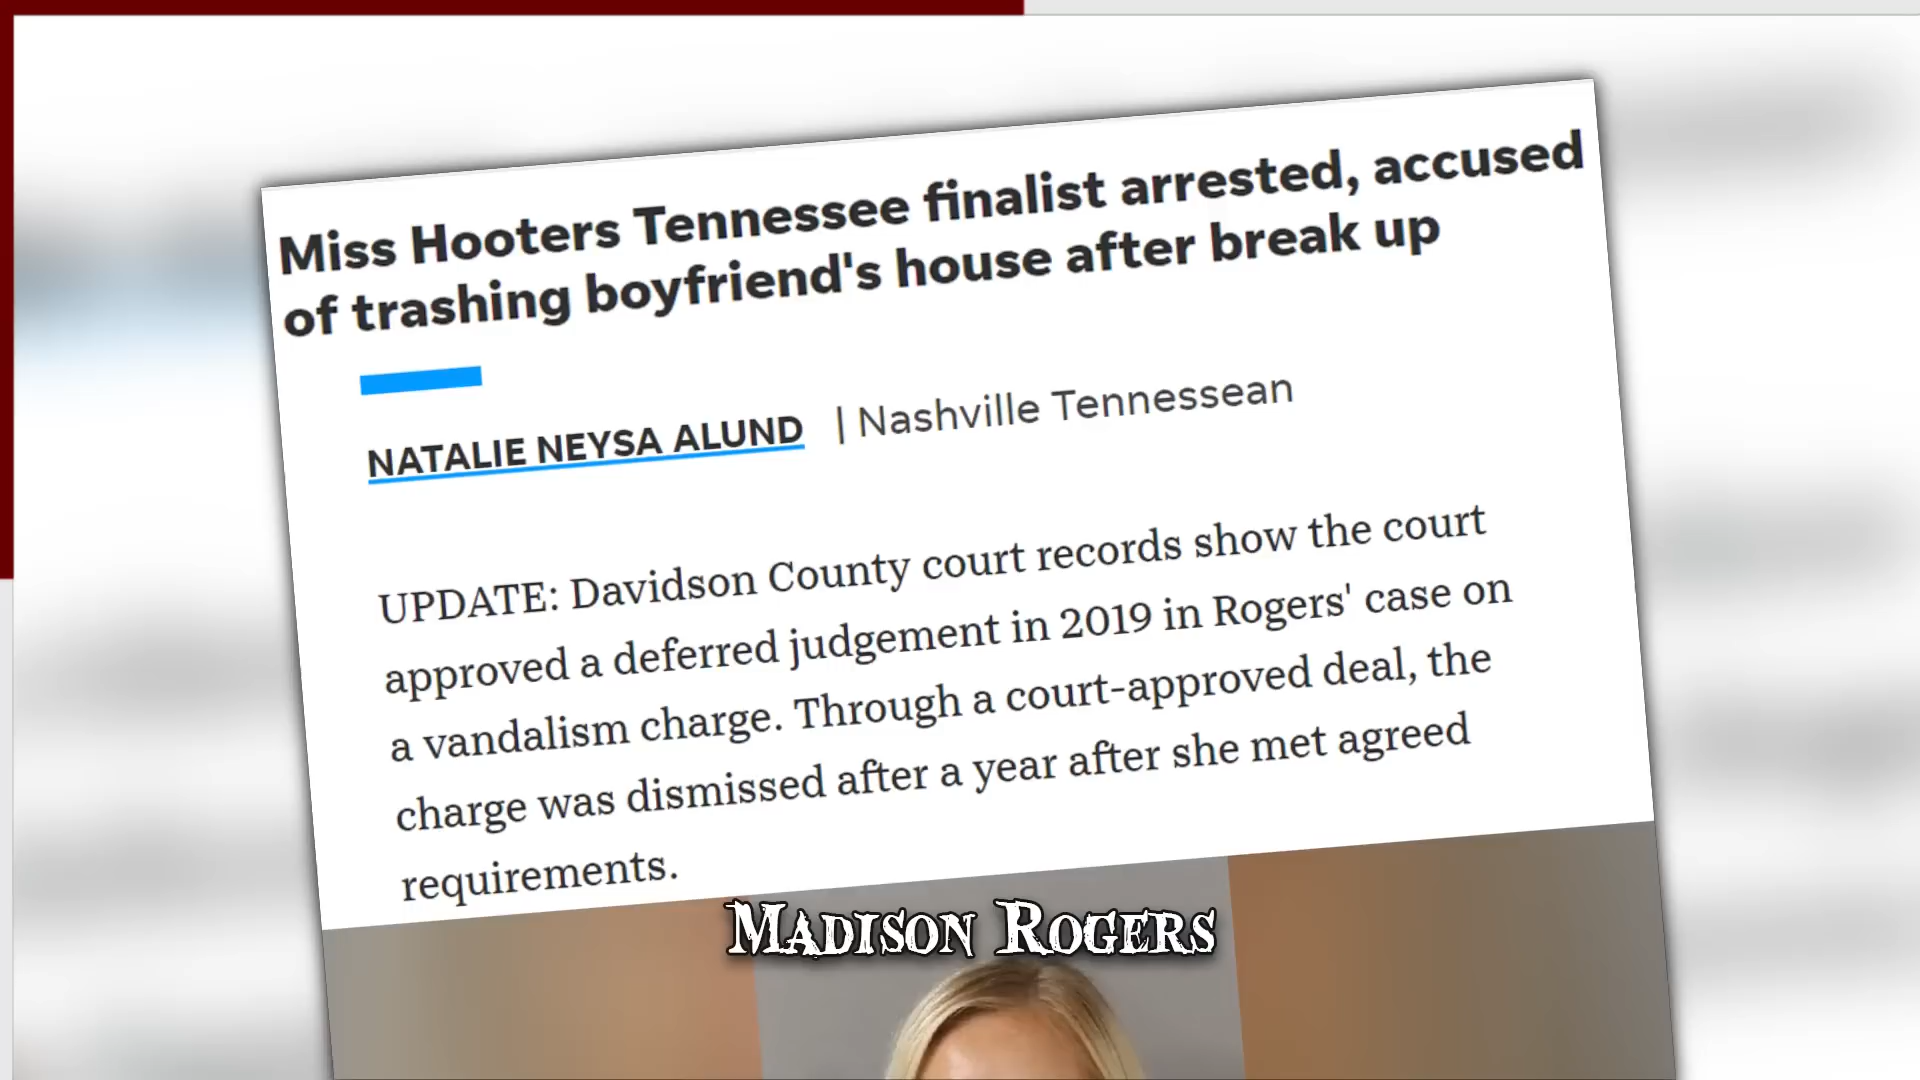 Miss Hooters Tennessee finalist arrested, accused
of trashing boyfriend's house after break up
NATALIE NEYSA ALUND | Nashville Tennessean
UPDATE: Davidson County court records show the court
approved a deferred judgement in 2019 in Rogers' case on
a vandalism charge. Through a court-approved deal, the
charge was dismissed after a year after she met agreed
requirements.
MADISON ROGERS